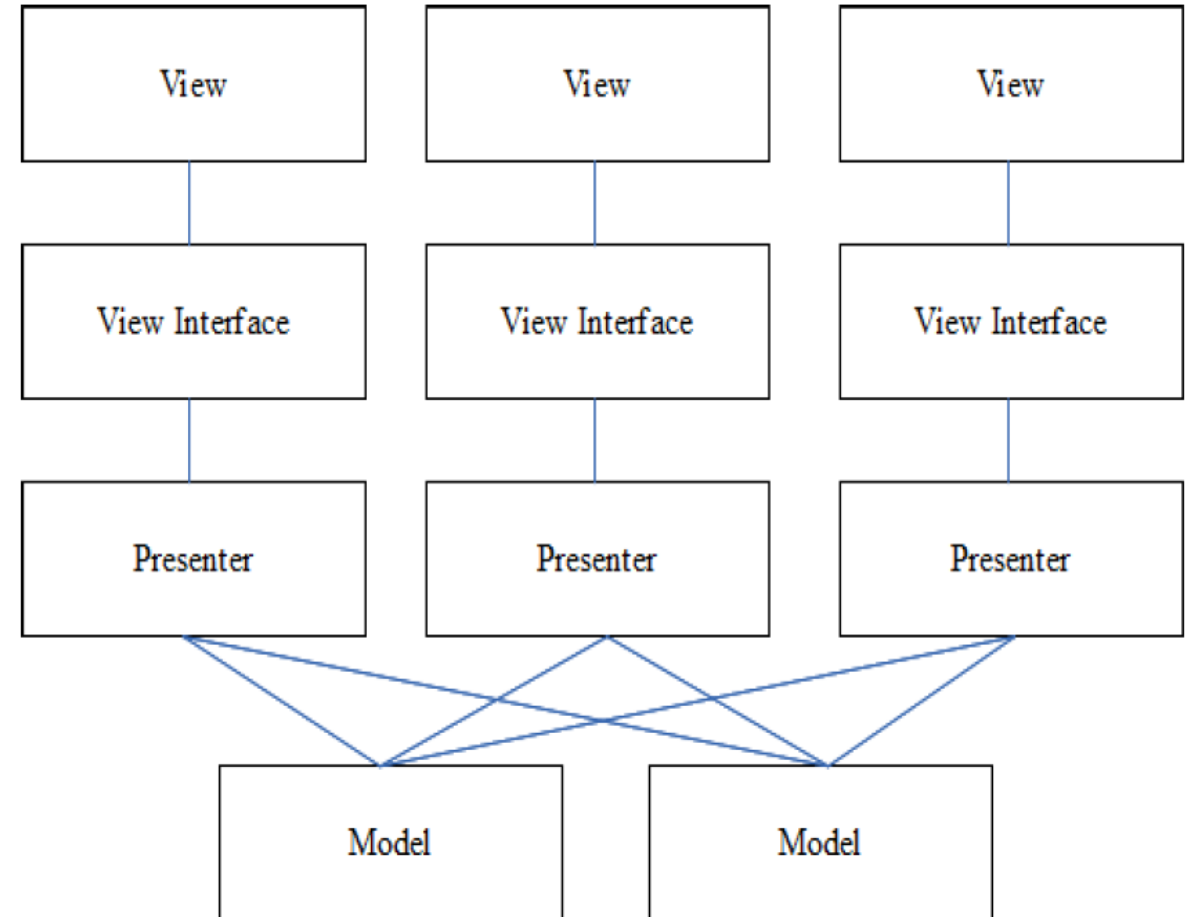 View
View
View
View Interface
View Interface
View Interface
Presenter
Presenter
Presenter
Model
Model